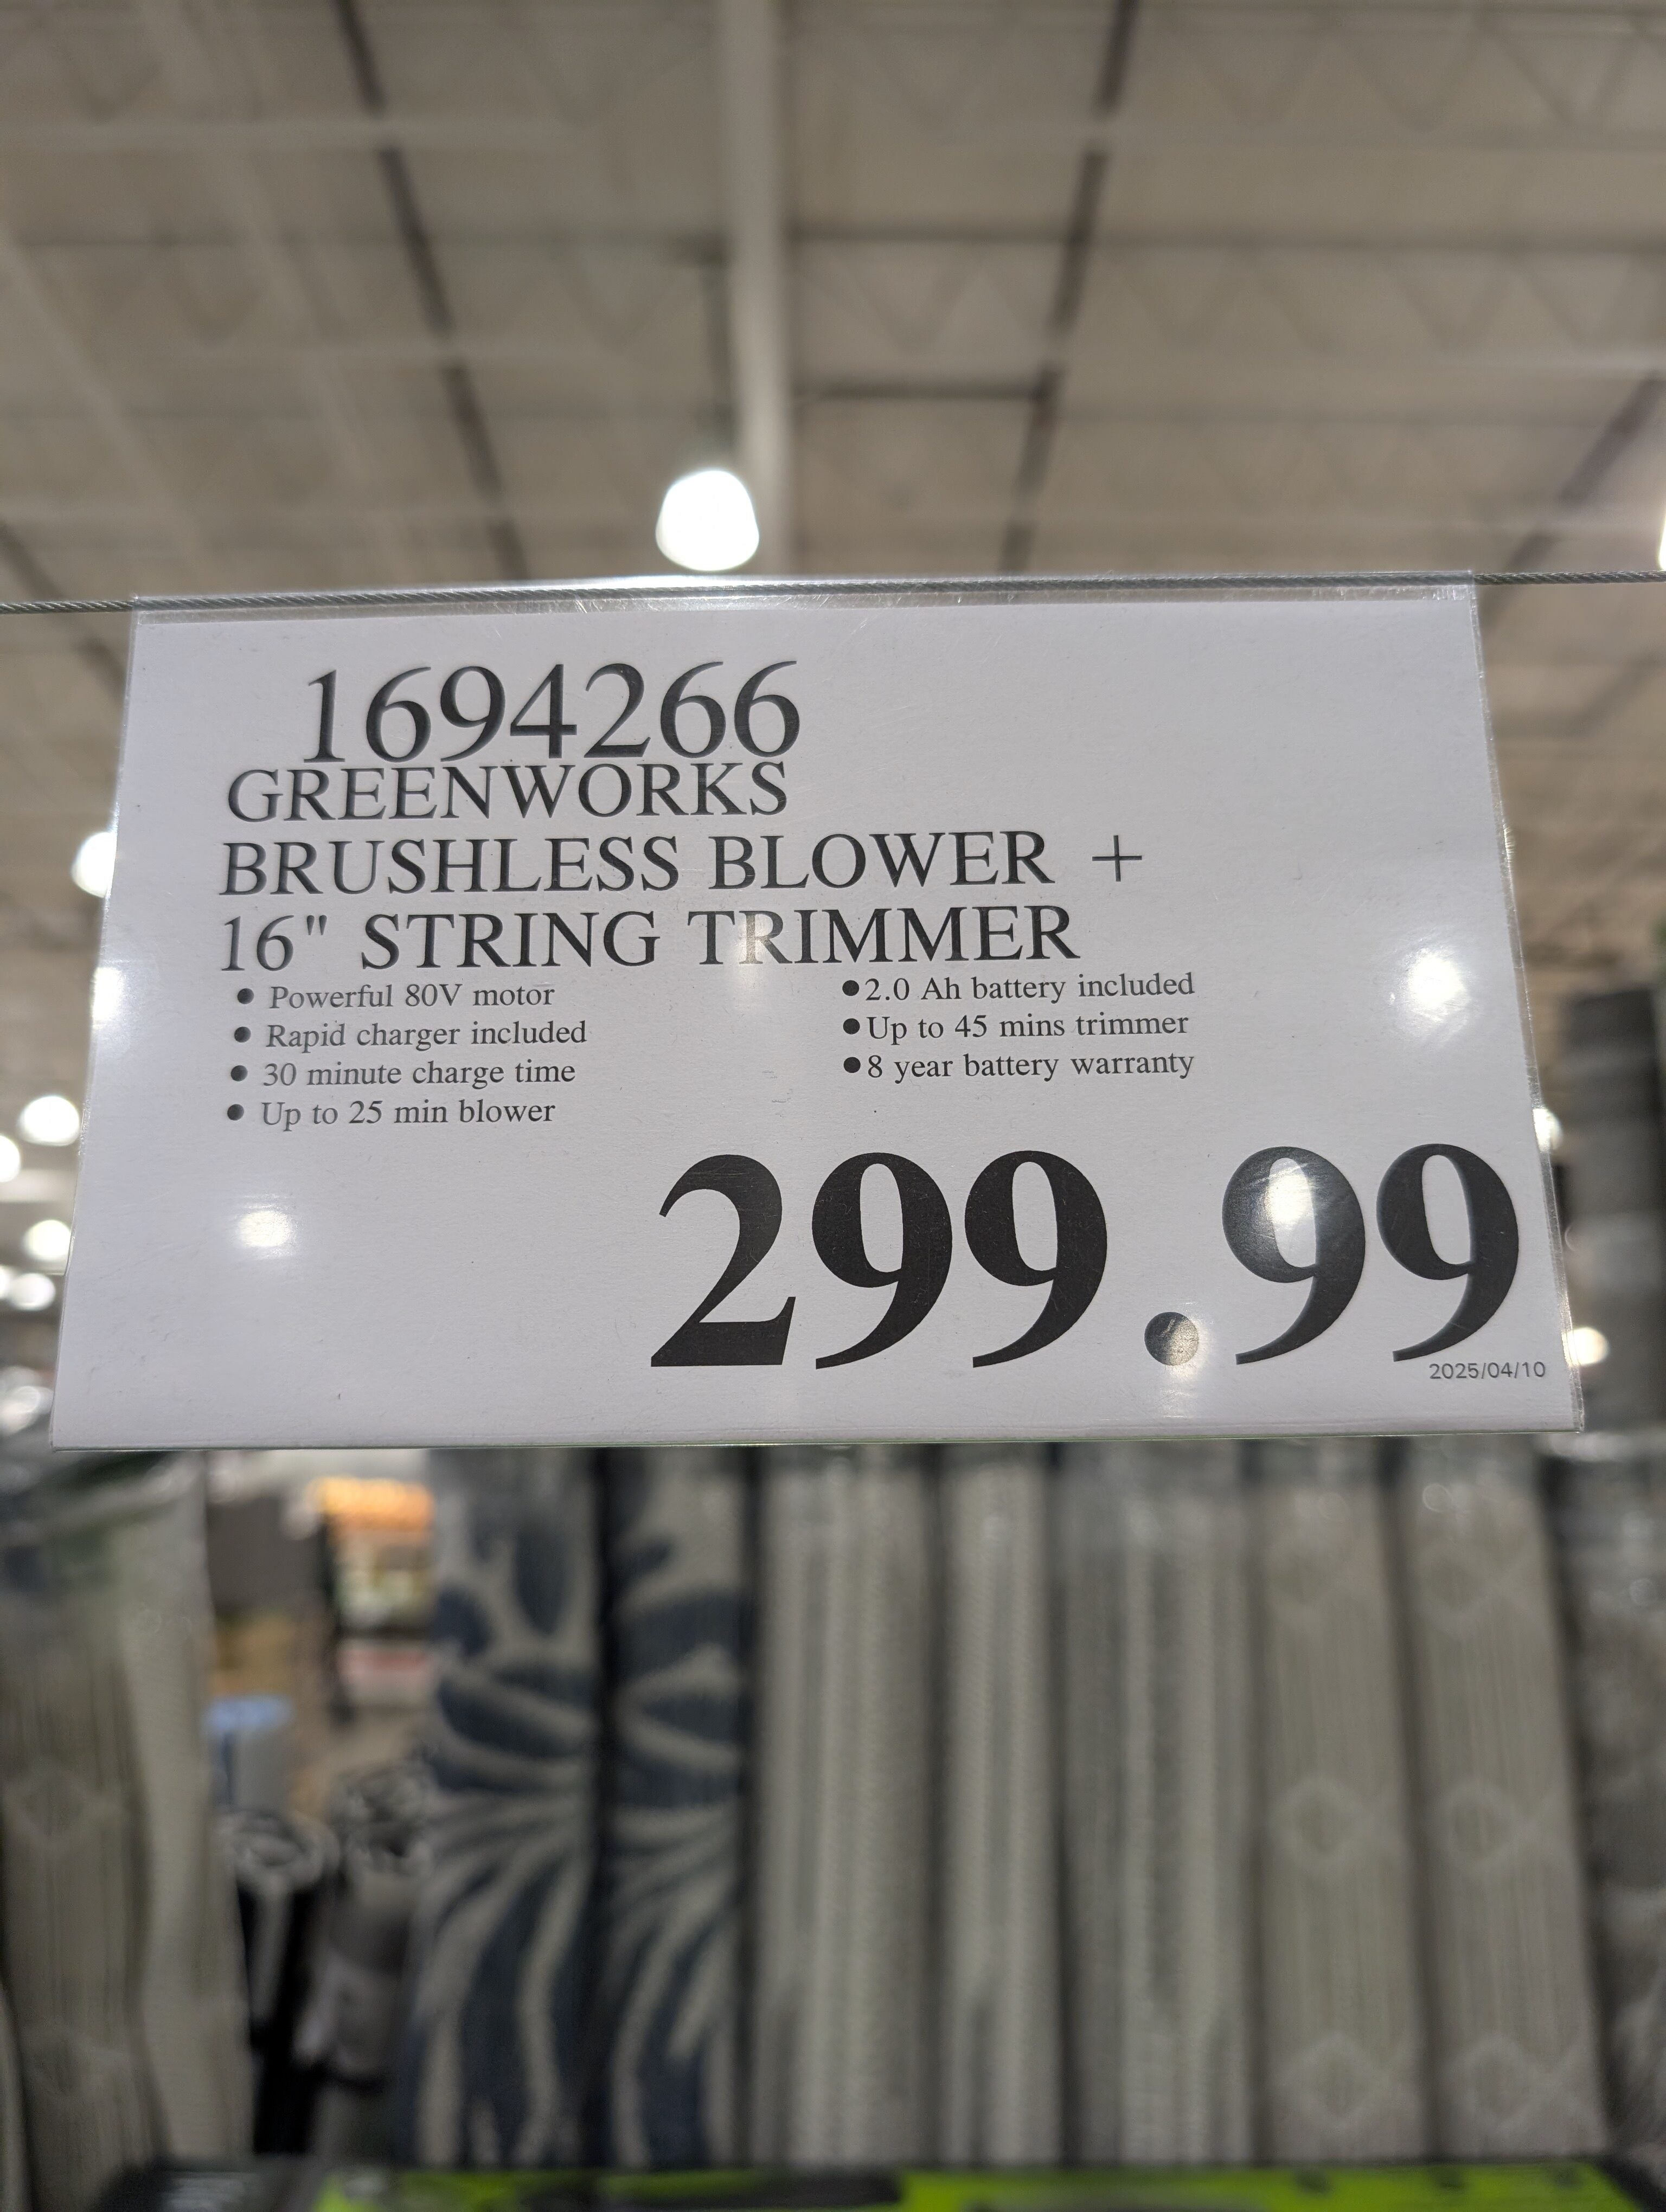 1694266
GREENWORKS
BRUSHLESS BLOWER +
16" STRING TRIMMER
● Powerful 80V motor
● Rapid charger included
● 30 minute charge time
● Up to 25 min blower
●2.0 Ah battery included
●Up to 45 mins trimmer
●8 year battery warranty
299.99
2025/04/10